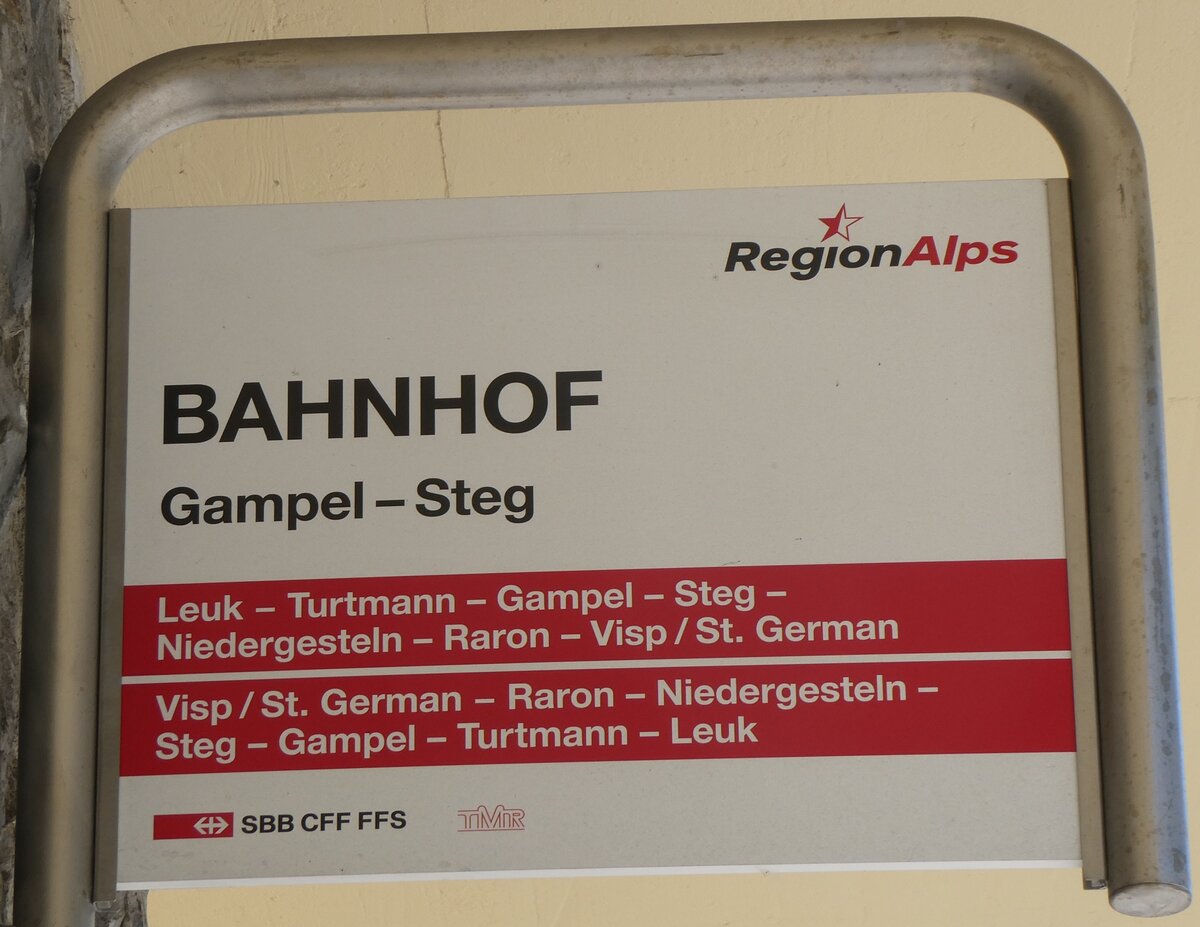 RegionAlps
BAHNHOF
Gampel – Steg
Leuk – Turtmann – Gampel – Steg –
Niedergesteln – Raron – Visp / St. German
Visp / St. German – Raron – Niedergesteln –
Steg – Gampel – Turtmann – Leuk
SBB CFF FFS TMR